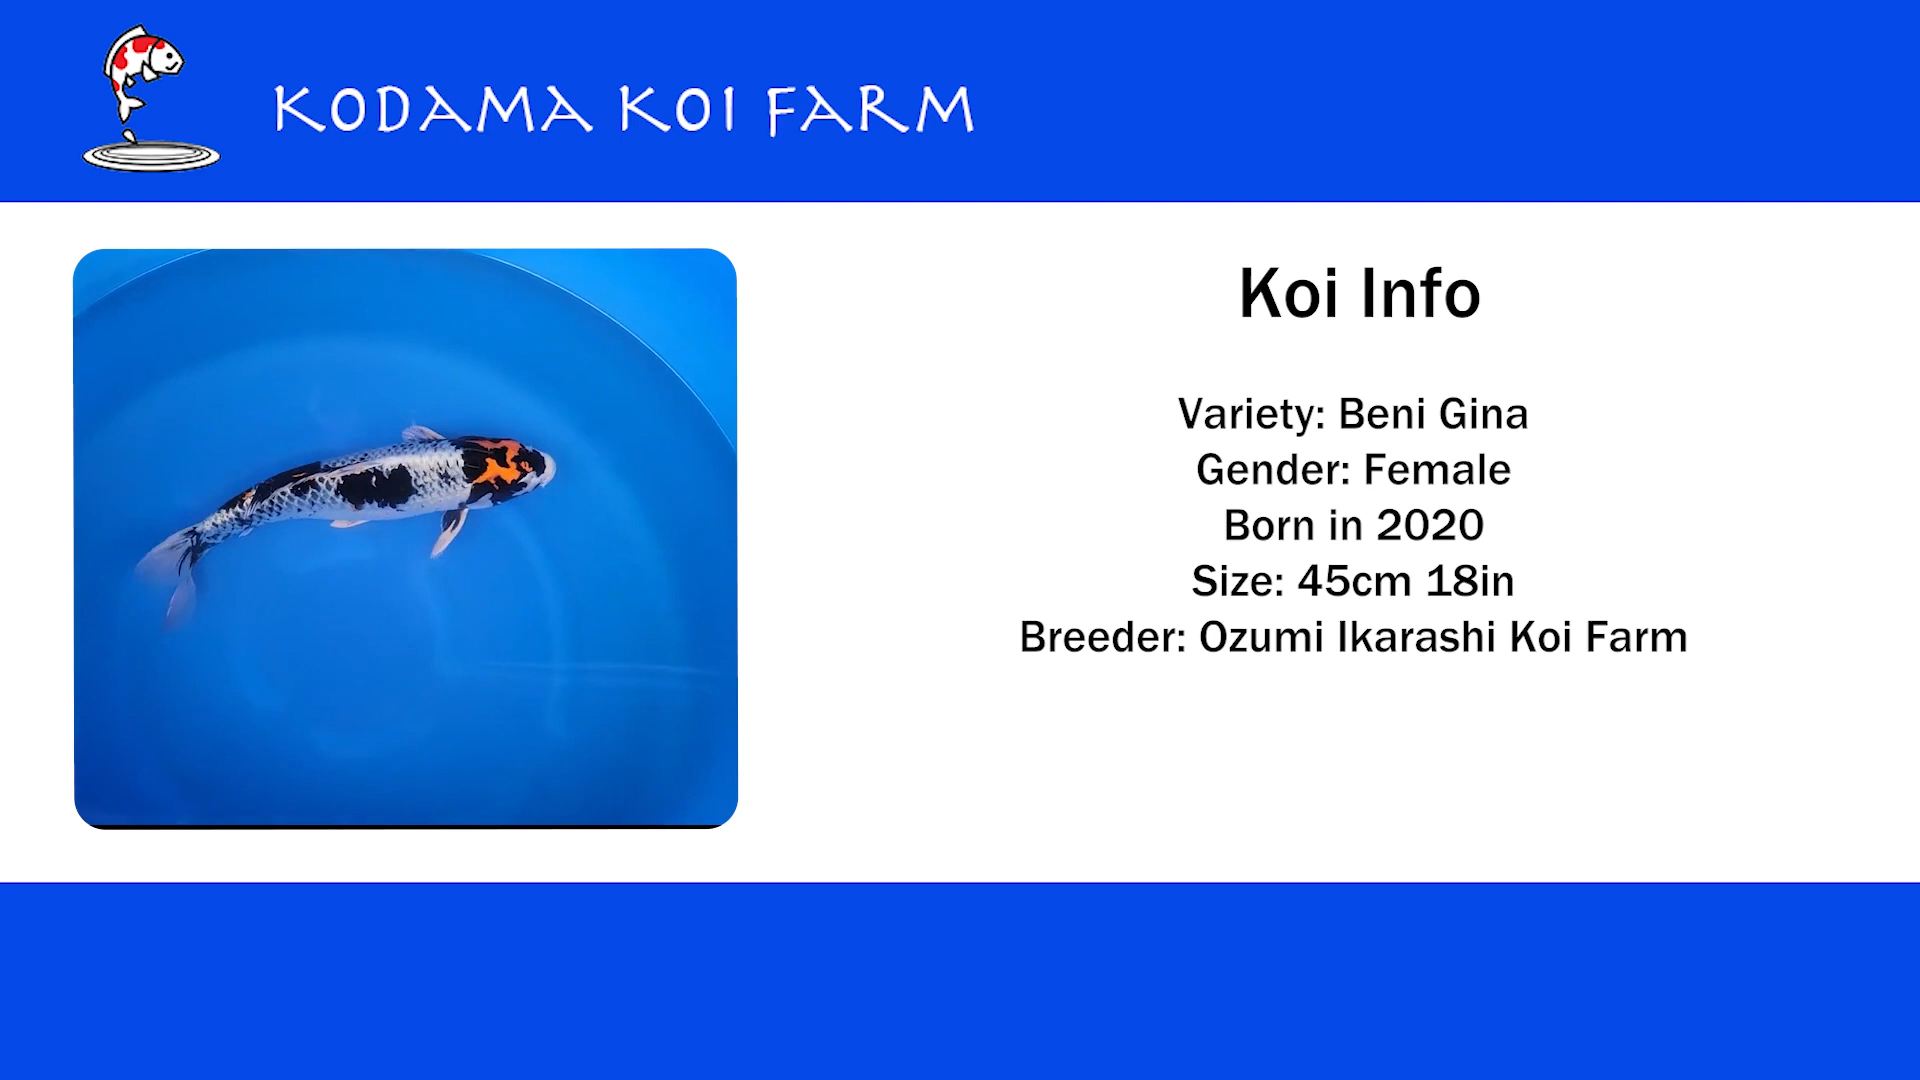 KODAMA KOI FARM
Koi Info
Variety: Beni Gina
Gender: Female
Born in 2020
Size: 45cm 18in
Breeder: Ozumi Ikarashi Koi Farm